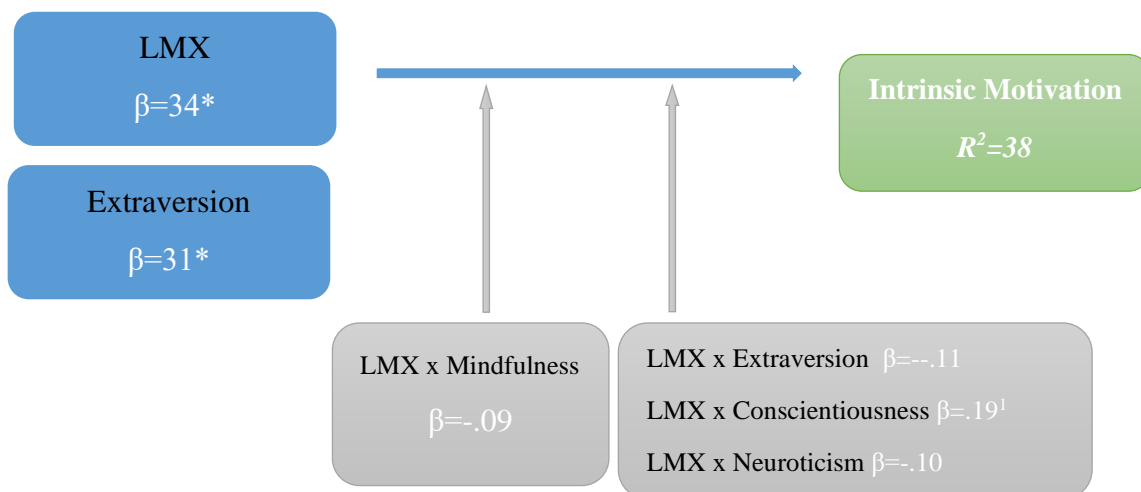 LMX
β=34*
Extraversion
β=31*
Intrinsic Motivation
R²=38
LMX x Mindfulness
β=-.09
LMX x Extraversion β=--.11
LMX x Conscientiousness β=.19¹
LMX x Neuroticism β=-.10